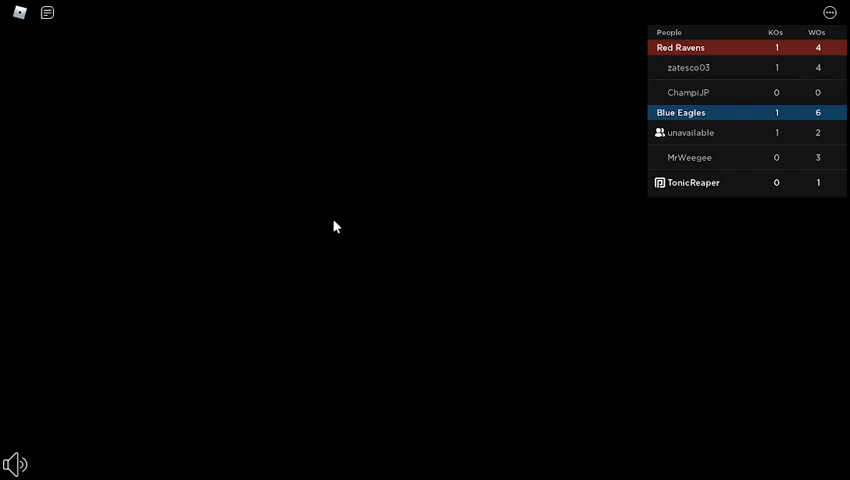 People KOs WOs
Red Ravens 1 4
zatesco03 1 4
ChampiJP 0 0
Blue Eagles 1 6
unavailable 1 2
MrWeegee 0 3
TonicReaper 0 1